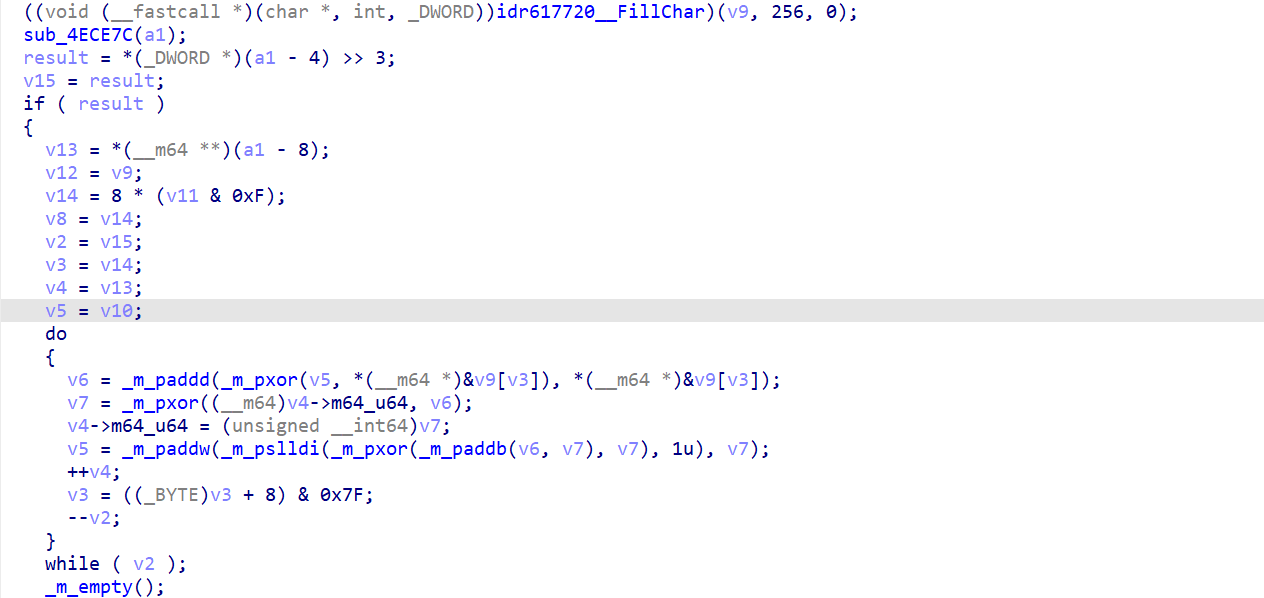 ((void (__fastcall *)(char *, int, _DWORD))idr617720__FillChar)(v9, 256, 0);
sub_4ECE7C(a1);
result = *(_DWORD *)(a1 - 4) >> 3;
v15 = result;
if ( result )
{
v13 = *(__m64 **)(a1 - 8);
v12 = v9;
v14 = 8 * (v11 & 0xF);
v8 = v14;
v2 = v15;
v3 = v14;
v4 = v13;
v5 = v10;
do
{
v6 = _m_paddd(_m_pxor(v5, *(__m64 *)&v9[v3]), *(__m64 *)&v9[v3]);
v7 = _m_pxor((__m64)v4->m64_u64, v6);
v4->m64_u64 = (unsigned __int64)v7;
v5 = _m_paddw(_m_pslldi(_m_pxor(_m_paddb(v6, v7), v7), 1u), v7);
++v4;
v3 = ((_BYTE)v3 + 8) & 0x7F;
--v2;
}
while ( v2 );
_m_empty();